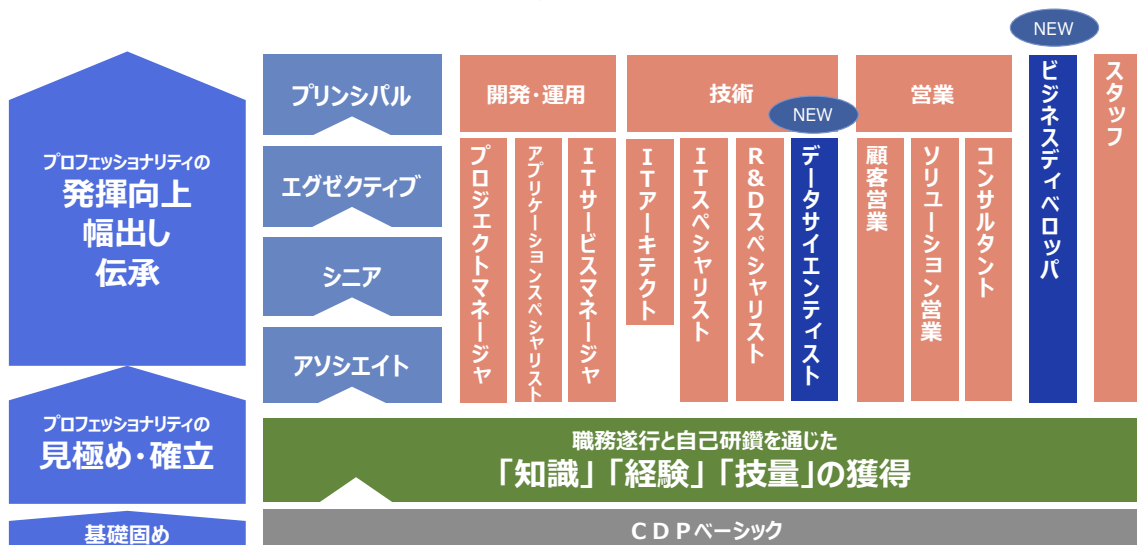 NEW
プロフェッショナリティの
発揮向上
幅出し
伝承
プロフェッショナリティの
見極め・確立
基礎固め
プリンシパル
エグゼクティブ
シニア
アソシエイト
開発・運用
プロジェクトマネージャ
アプリケーションスペシャリスト
ITサービスマネージャ
技術
NEW
ITアーキテクト
ITスペシャリスト
R&Dスペシャリスト
データサイエンティスト
営業
顧客営業
ソリューション営業
コンサルタント
ビジネスディベロッパ
スタッフ
職務遂行と自己研鑽を通じた
「知識」「経験」「技量」の獲得
CDPベーシック